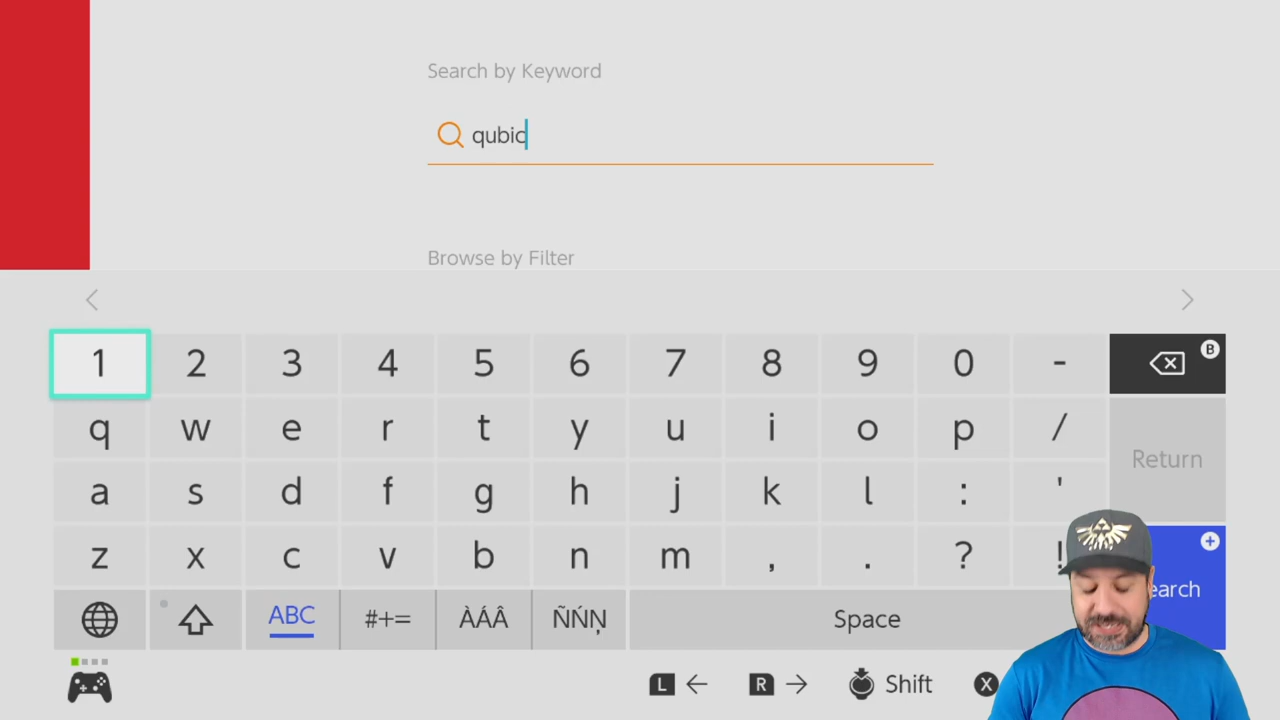 Search by Keyword
qubic
Browse by Filter
1 2 3 4 5 6 7 8 9 0 - B
q w e r t y u i o p / Return
a s d f g h j k l : '
z x c v b n m , . ? ! +
ABC #+= ÀÁÂ ÑŃŅ Space earch
L ← R → Shift X